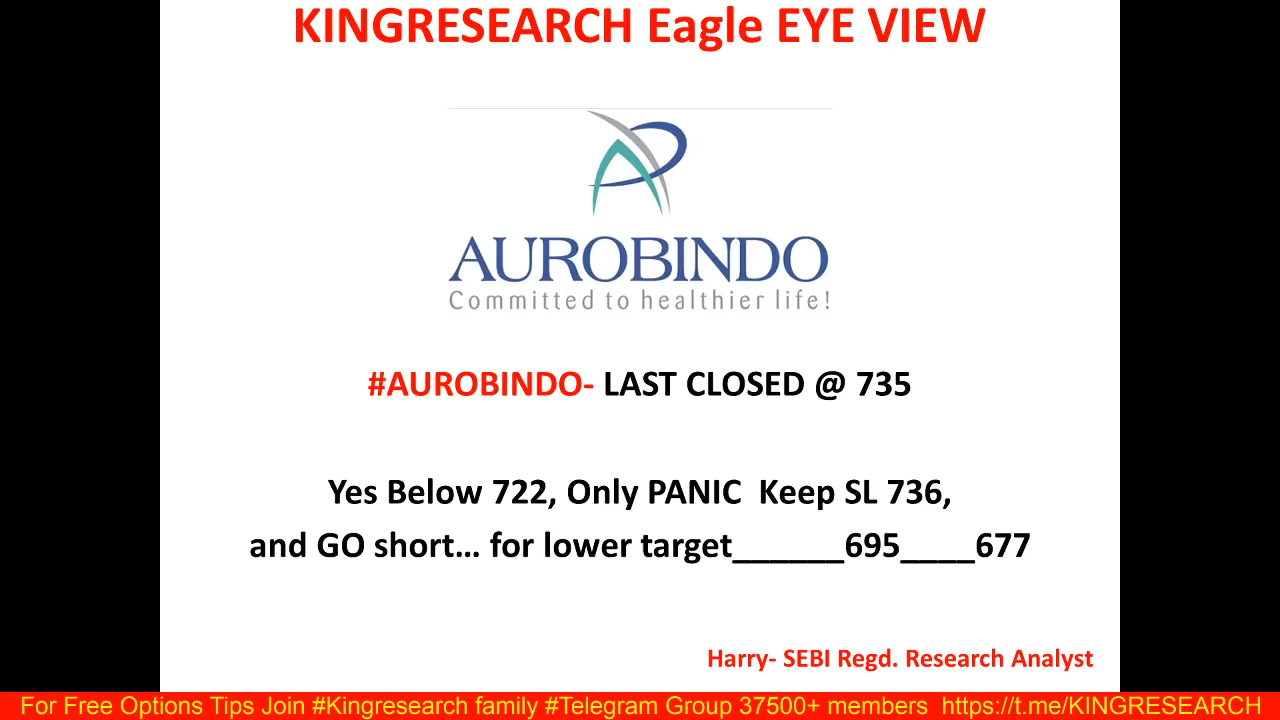 KINGRESEARCH Eagle EYE VIEW
AUROBINDO
Committed to healthier life!
#AUROBINDO- LAST CLOSED @ 735
Yes Below 722, Only PANIC  Keep SL 736,
and GO short... for lower target______695____677
Harry- SEBI Regd. Research Analyst
For Free Options Tips Join #Kingresearch family #Telegram Group 37500+ members  https://t.me/KINGRESEARCH